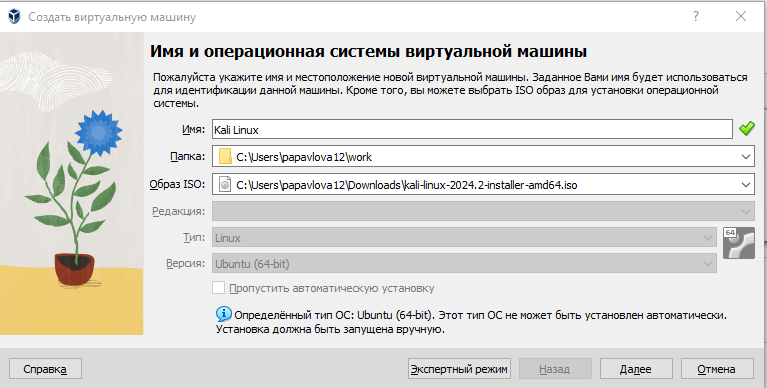 Создать виртуальную машину
Имя и операционная системы виртуальной машины
Пожалуйста укажите имя и местоположение новой виртуальной машины. Заданное Вами имя будет использоваться
для идентификации данной машины. Кроме того, вы можете выбрать ISO образ для установки операционной
системы.
Имя: Kali Linux
Папка: C:\Users\papavlova12\work
Образ ISO: C:\Users\papavlova12\Downloads\kali-linux-2024.2-installer-amd64.iso
Редакция:
Тип: Linux
64
Версия: Ubuntu (64-bit)
Пропустить автоматическую установку
Определённый тип ОС: Ubuntu (64-bit). Этот тип ОС не может быть установлен автоматически.
Установка должна быть запущена вручную.
Справка Экспертный режим Назад Далее Отмена